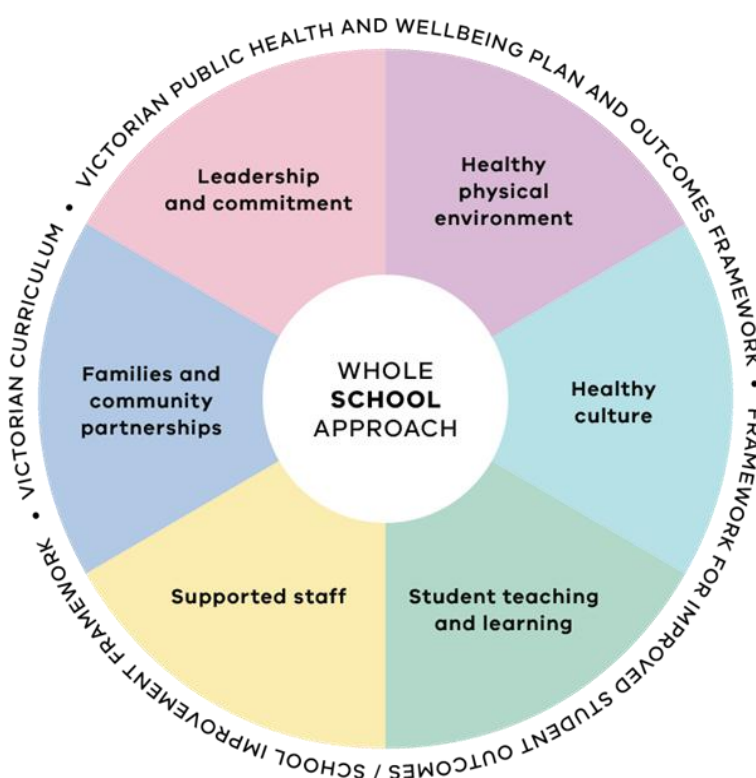 VICTORIAN PUBLIC HEALTH AND WELLBEING PLAN AND OUTCOMES FRAMEWORK • FRAMEWORK FOR IMPROVED STUDENT OUTCOMES / SCHOOL IMPROVEMENT FRAMEWORK • VICTORIAN CURRICULUM •
Leadership
and commitment
Healthy
physical
environment
Families and
community
partnerships
WHOLE
SCHOOL
APPROACH
Healthy
culture
Supported staff
Student teaching
and learning